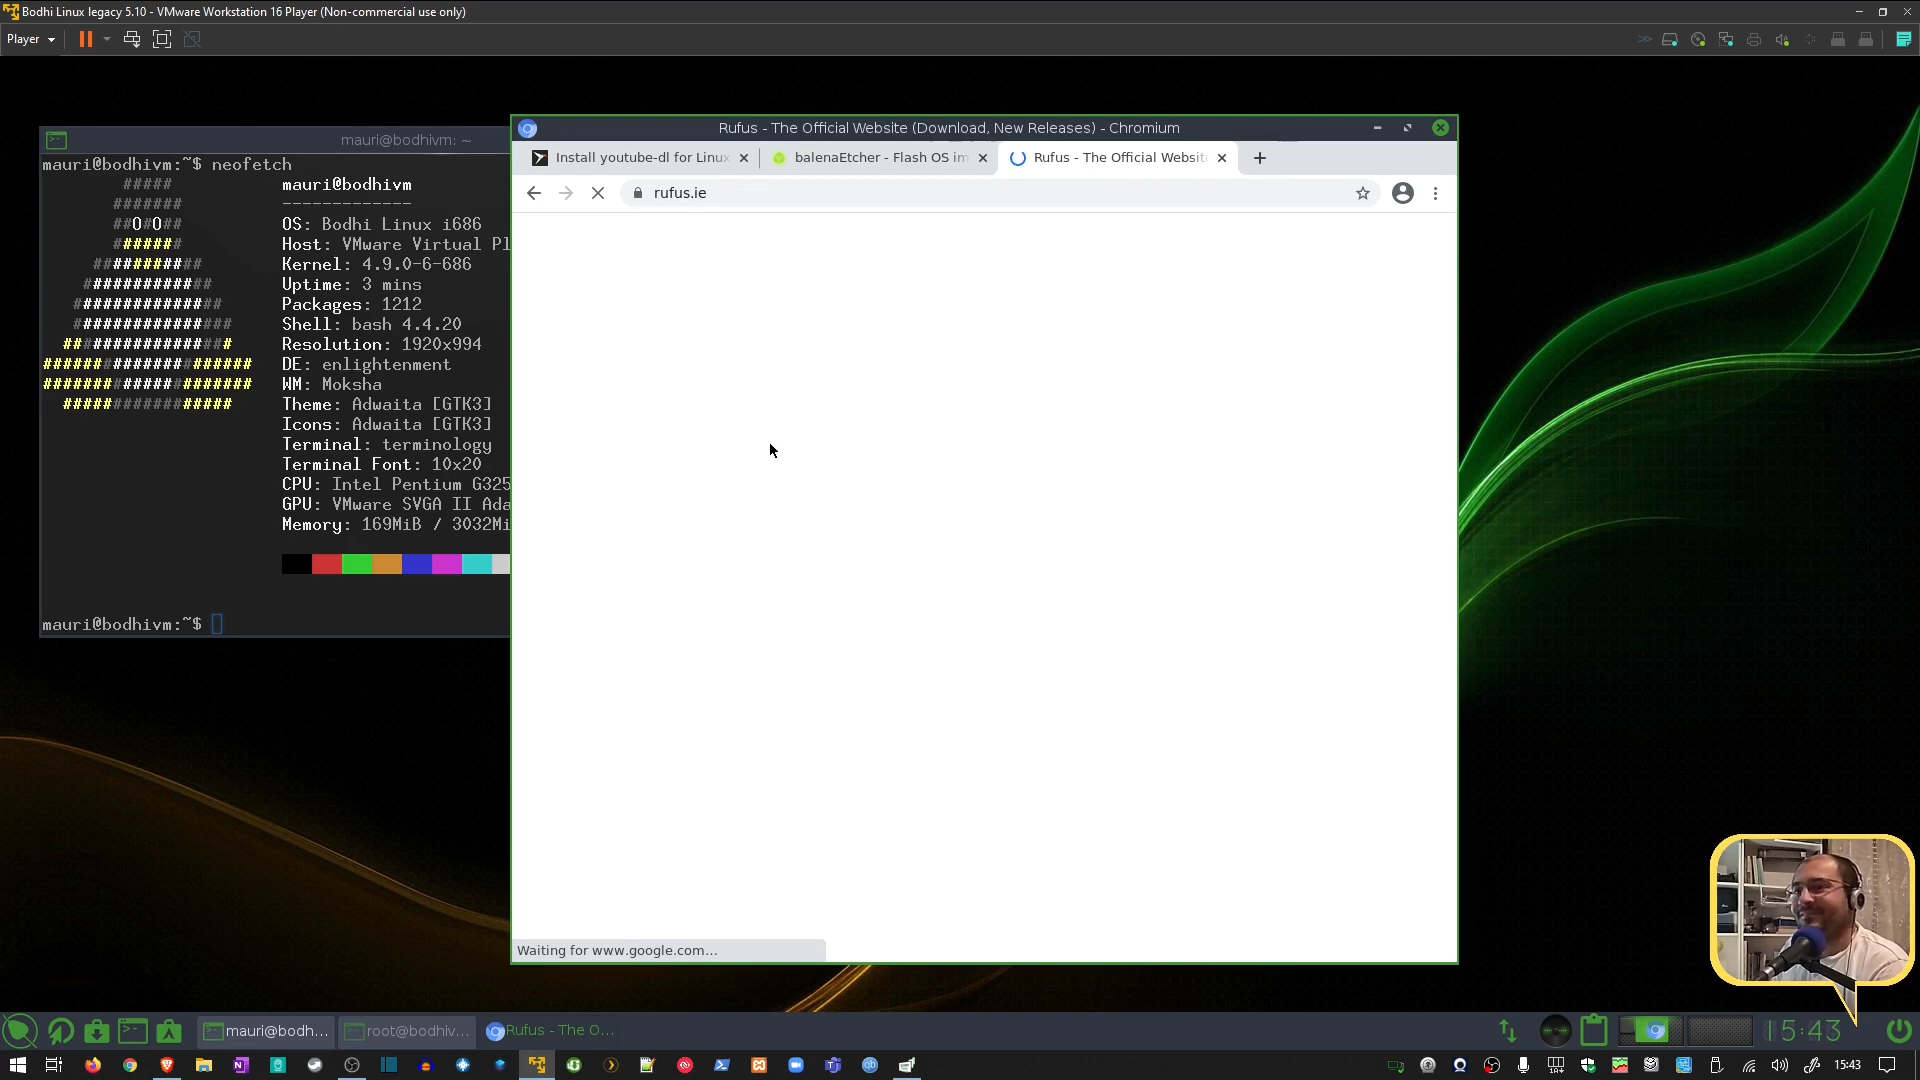 Bodhi Linux legacy 5.10 - VMware Workstation 16 Player (Non-commercial use only)
Player
mauri@bodhivm: ~
mauri@bodhivm:~$ neofetch
#####
#######
##O#O##
#######
###########
#############
###############
################
#################
#####################
#####################
#################
mauri@bodhivm
-------------
OS: Bodhi Linux i686
Host: VMware Virtual Pl
Kernel: 4.9.0-6-686
Uptime: 3 mins
Packages: 1212
Shell: bash 4.4.20
Resolution: 1920x994
DE: enlightenment
WM: Moksha
Theme: Adwaita [GTK3]
Icons: Adwaita [GTK3]
Terminal: terminology
Terminal Font: 10x20
CPU: Intel Pentium G325
GPU: VMware SVGA II Ada
Memory: 169MiB / 3032Mi
mauri@bodhivm:~$
Rufus - The Official Website (Download, New Releases) - Chromium
Install youtube-dl for Linux
balenaEtcher - Flash OS im
Rufus - The Official Websit
rufus.ie
Waiting for www.google.com...
mauri@bodh...
root@bodhiv...
Rufus - The O...
15:43
15:43